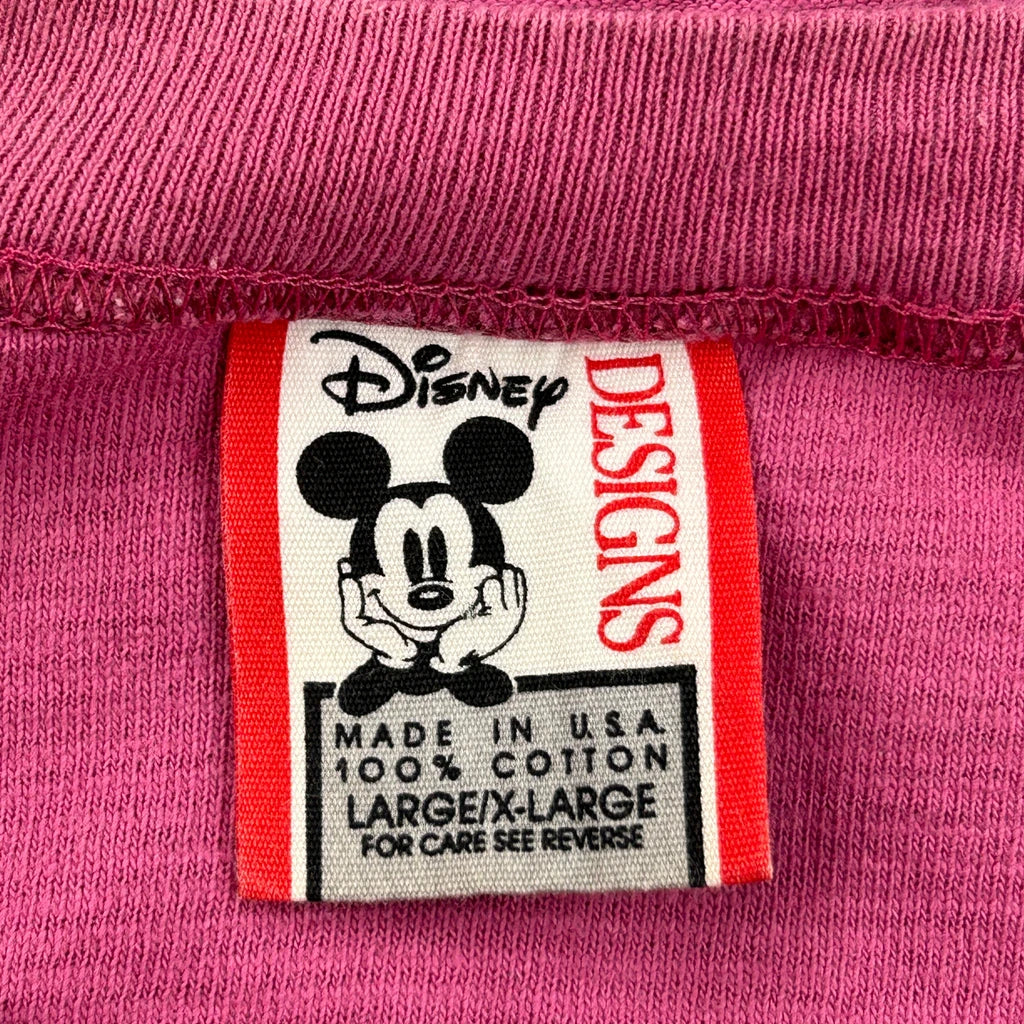 Disney
DESIGNS
MADE IN U.S.A.
100% COTTON
LARGE/X-LARGE
FOR CARE SEE REVERSE